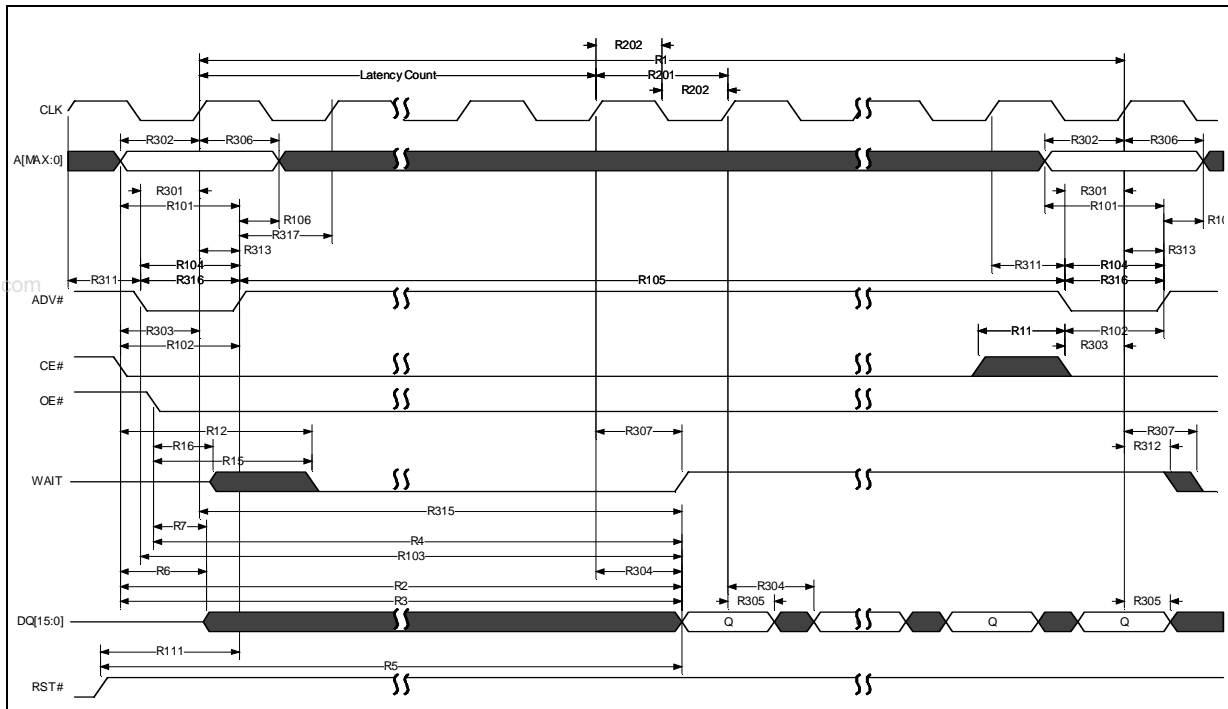 R202
R1
Latency Count
R201
R202
CLK
R302
R306
R302
R306
A[MAX:0]
R301
R301
R101
R101
R106
R10
R317
R313
R313
R104
R311
R104
R311
R316
R105
R316
com
ADV#
R303
R11
R102
R102
R303
CE#
OE#
R12
R307
R307
R16
R312
R15
WAIT
R315
R7
R4
R103
R6
R304
R304
R2
R305
R305
R3
DQ[15:0]
Q
Q
Q
R111
R5
RST#